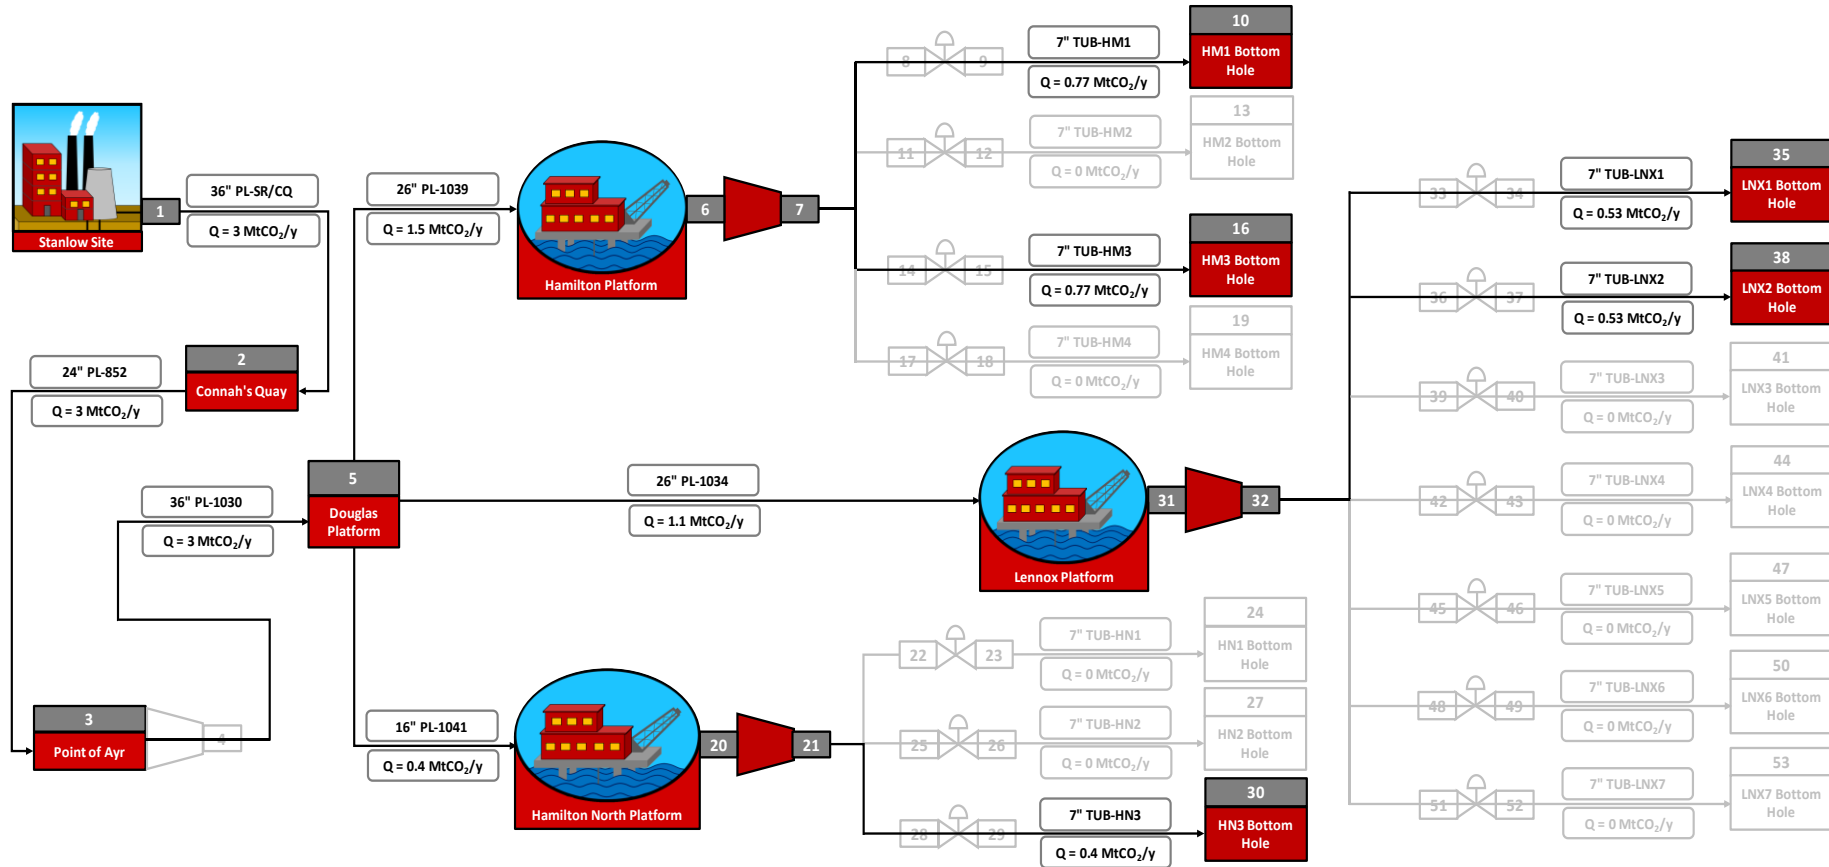 1
Stanlow Site
36" PL-SR/CQ
Q = 3 MtCO₂/y
2
Connah's Quay
24" PL-852
Q = 3 MtCO₂/y
3
Point of Ayr
4
36" PL-1030
Q = 3 MtCO₂/y
5
Douglas
Platform
26" PL-1039
Q = 1.5 MtCO₂/y
Hamilton Platform
6
7
8
9
7" TUB-HM1
Q = 0.77 MtCO₂/y
10
HM1 Bottom
Hole
11
12
7" TUB-HM2
Q = 0 MtCO₂/y
13
HM2 Bottom
Hole
14
15
7" TUB-HM3
Q = 0.77 MtCO₂/y
16
HM3 Bottom
Hole
17
18
7" TUB-HM4
Q = 0 MtCO₂/y
19
HM4 Bottom
Hole
26" PL-1034
Q = 1.1 MtCO₂/y
Lennox Platform
31
32
33
34
7" TUB-LNX1
Q = 0.53 MtCO₂/y
35
LNX1 Bottom
Hole
36
37
7" TUB-LNX2
Q = 0.53 MtCO₂/y
38
LNX2 Bottom
Hole
39
40
7" TUB-LNX3
Q = 0 MtCO₂/y
41
LNX3 Bottom
Hole
42
43
7" TUB-LNX4
Q = 0 MtCO₂/y
44
LNX4 Bottom
Hole
45
46
7" TUB-LNX5
Q = 0 MtCO₂/y
47
LNX5 Bottom
Hole
48
49
7" TUB-LNX6
Q = 0 MtCO₂/y
50
LNX6 Bottom
Hole
51
52
7" TUB-LNX7
Q = 0 MtCO₂/y
53
LNX7 Bottom
Hole
16" PL-1041
Q = 0.4 MtCO₂/y
Hamilton North Platform
20
21
22
23
7" TUB-HN1
Q = 0 MtCO₂/y
24
HN1 Bottom
Hole
25
26
7" TUB-HN2
Q = 0 MtCO₂/y
27
HN2 Bottom
Hole
28
29
7" TUB-HN3
Q = 0.4 MtCO₂/y
30
HN3 Bottom
Hole